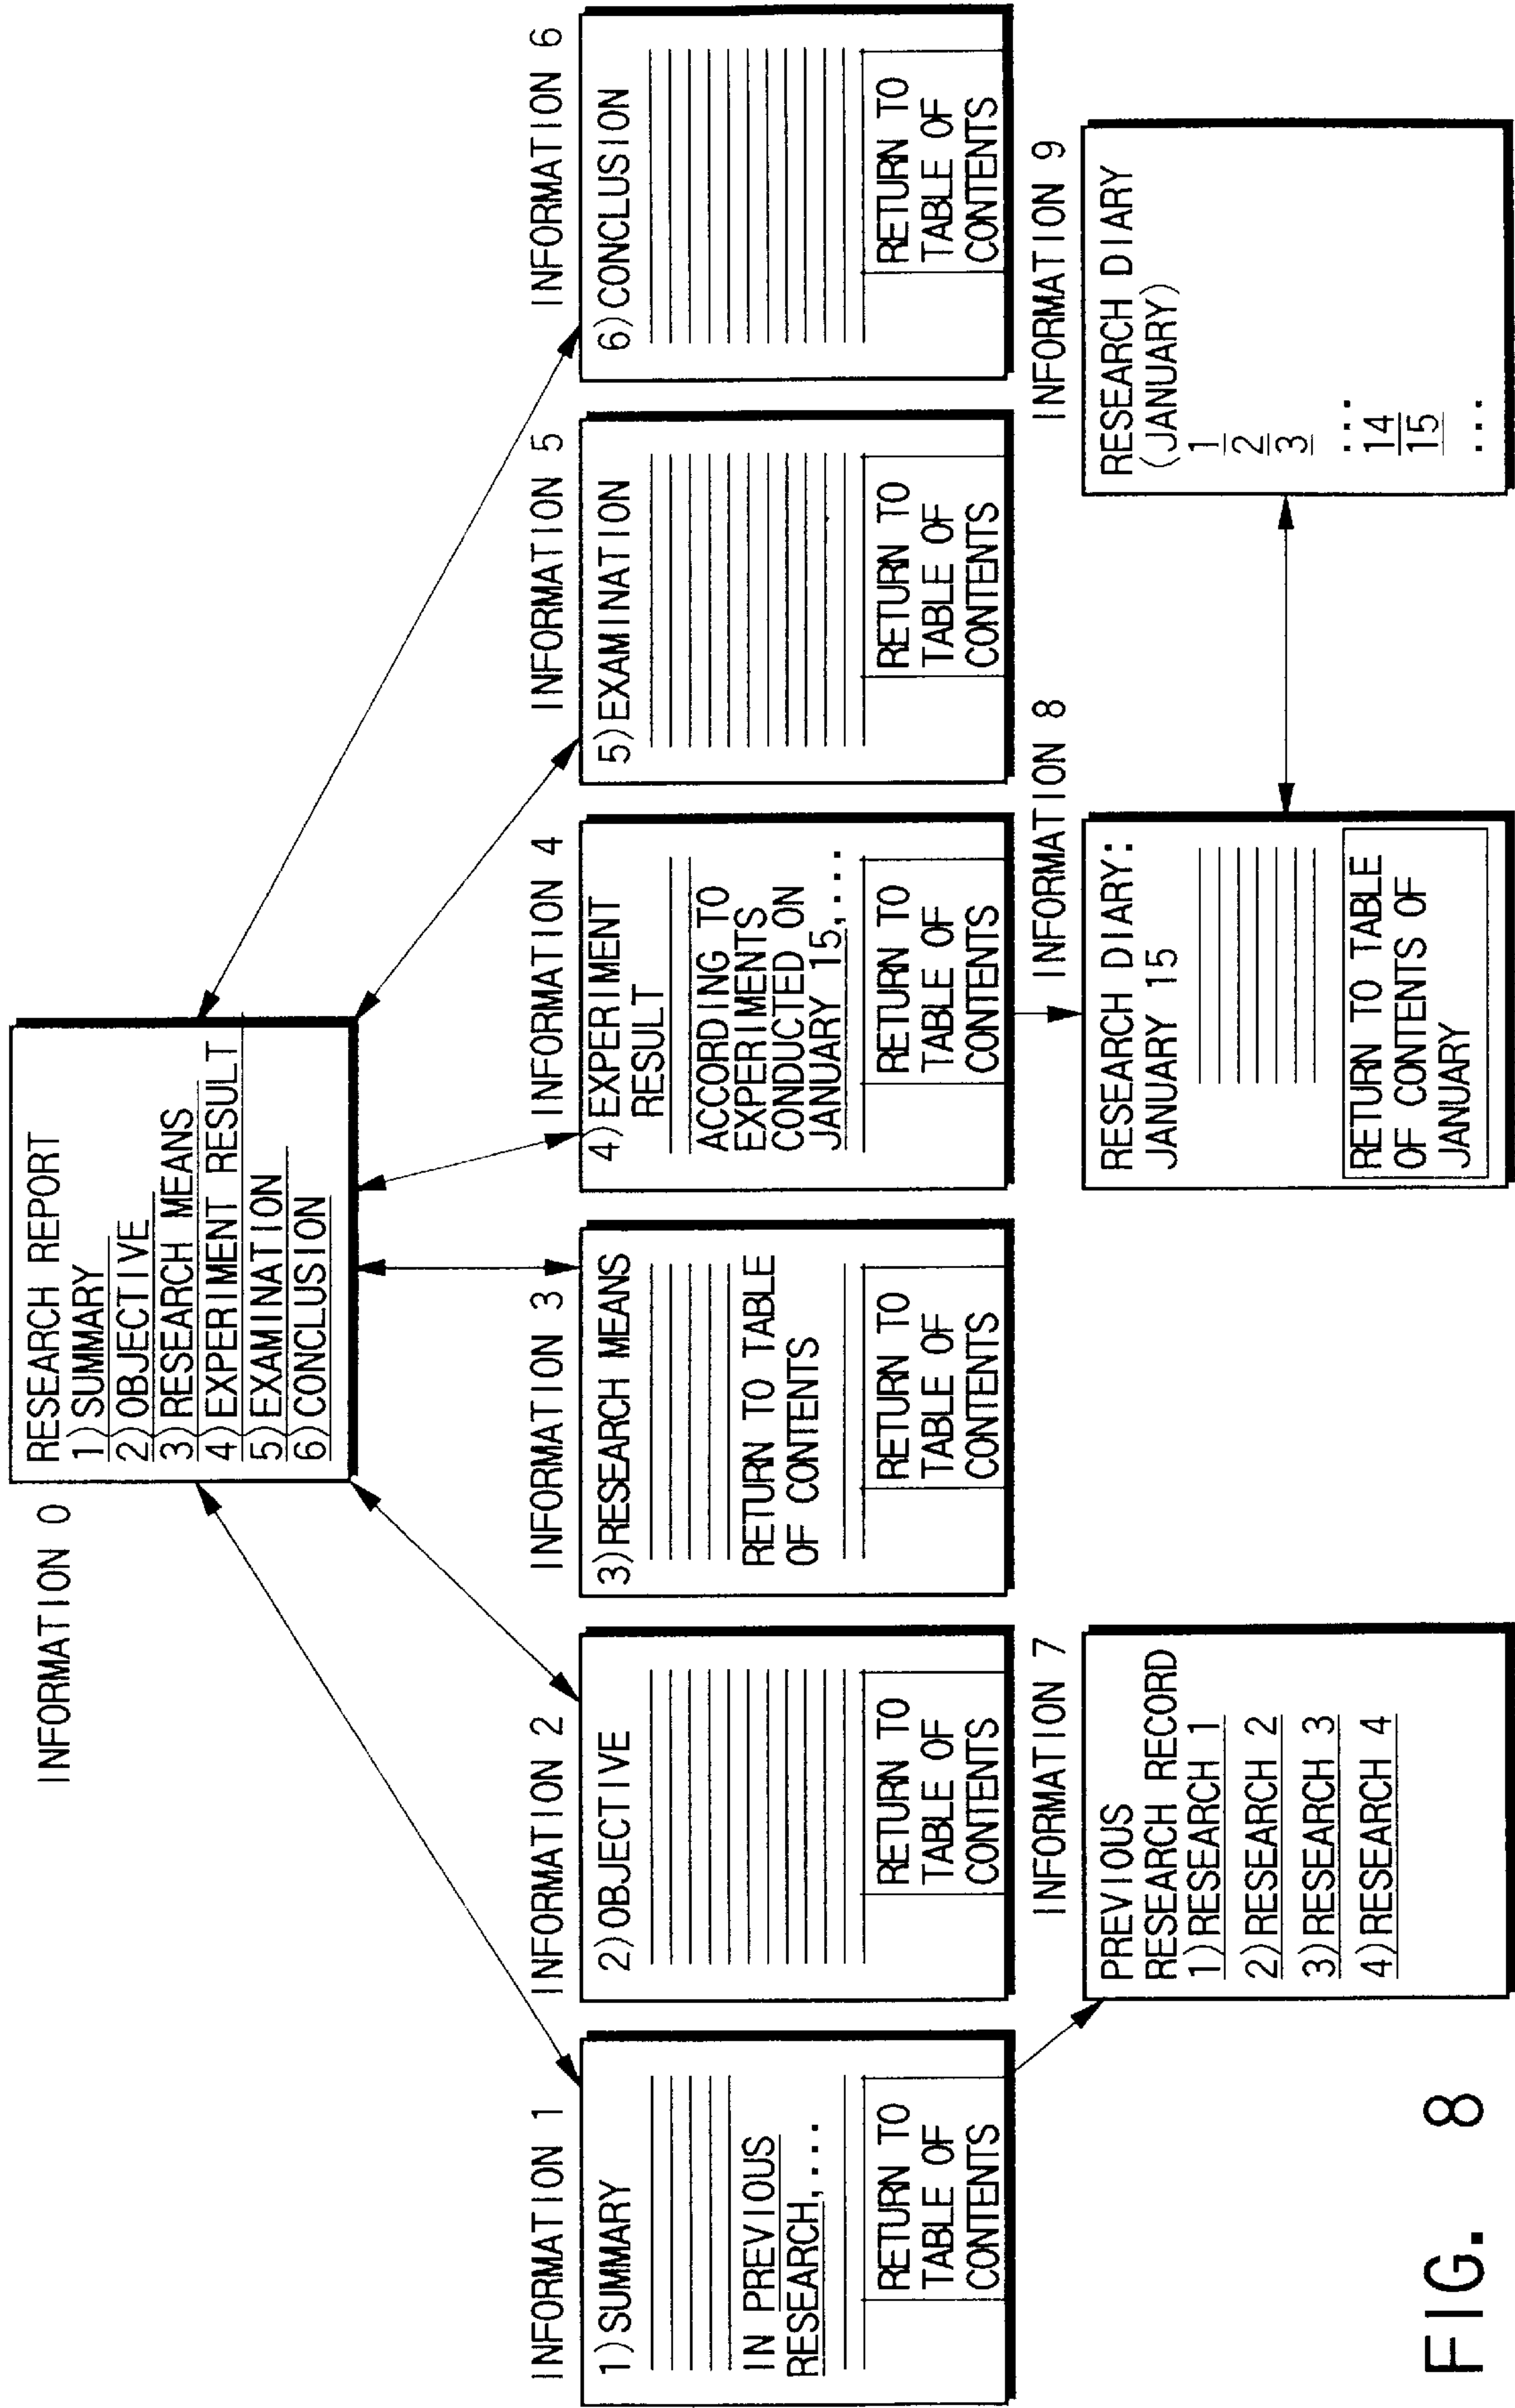 INFORMATION 0
RESEARCH REPORT
1)SUMMARY
2)OBJECTIVE
3)RESEARCH MEANS
4)EXPERIMENT RESULT
5)EXAMINATION
6)CONCLUSION
INFORMATION 1
1)SUMMARY
IN PREVIOUS
RESEARCH,...
RETURN TO
TABLE OF
CONTENTS
INFORMATION 2
2)OBJECTIVE
RETURN TO
TABLE OF
CONTENTS
INFORMATION 3
3)RESEARCH MEANS
RETURN TO TABLE
OF CONTENTS
RETURN TO
TABLE OF
CONTENTS
INFORMATION 4
4)EXPERIMENT
RESULT
ACCORDING TO
EXPERIMENTS
CONDUCTED ON
JANUARY 15,...
RETURN TO
TABLE OF
CONTENTS
INFORMATION 5
5)EXAMINATION
RETURN TO
TABLE OF
CONTENTS
INFORMATION 6
6)CONCLUSION
RETURN TO
TABLE OF
CONTENTS
INFORMATION 7
PREVIOUS
RESEARCH RECORD
1)RESEARCH 1
2)RESEARCH 2
3)RESEARCH 3
4)RESEARCH 4
INFORMATION 8
RESEARCH DIARY:
JANUARY 15
RETURN TO TABLE
OF CONTENTS OF
JANUARY
INFORMATION 9
RESEARCH DIARY
(JANUARY)
1
2
3
...
14
15
...
FIG. 8